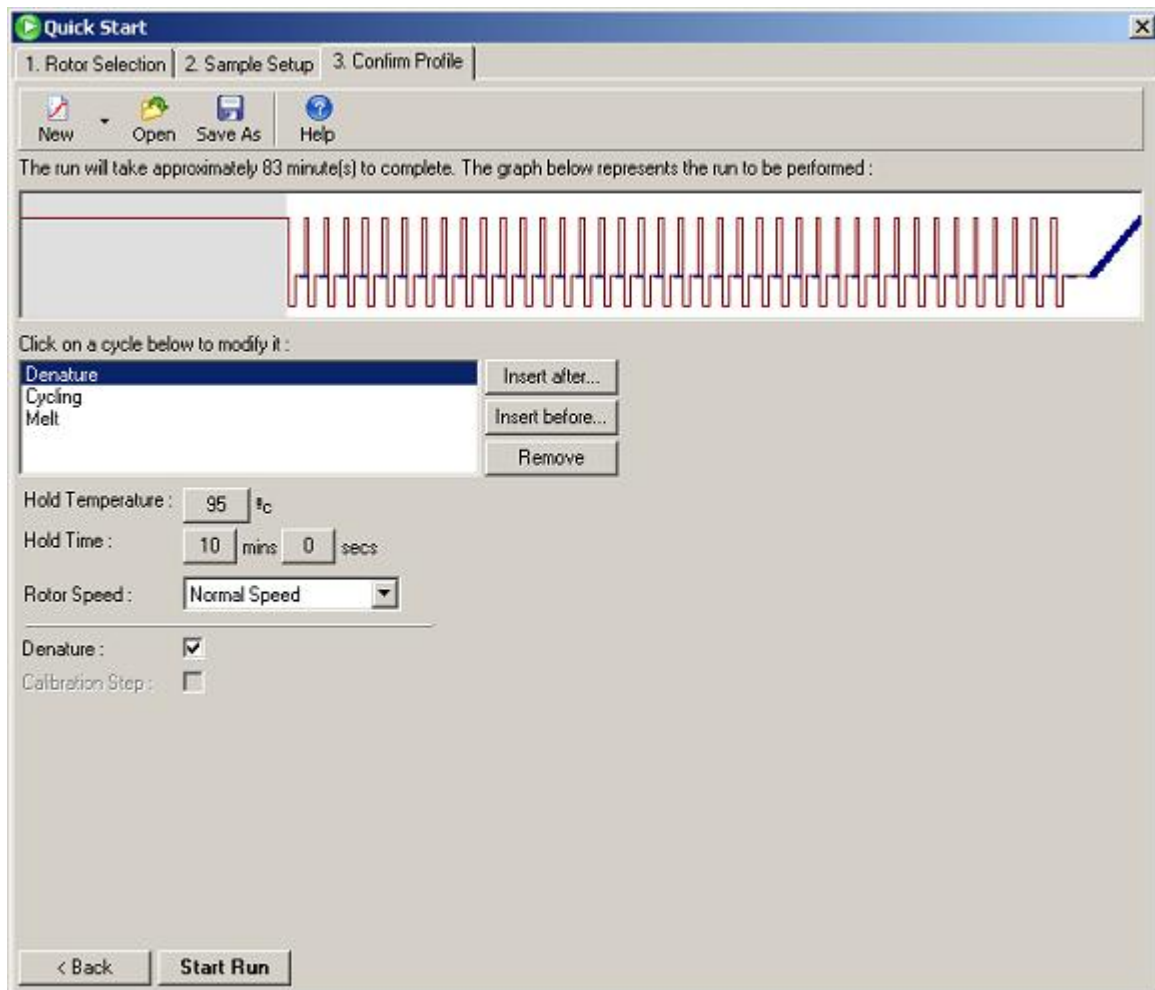 Quick Start
1. Rotor Selection 2. Sample Setup 3. Confirm Profile
New Open Save As Help
The run will take approximately 83 minute(s) to complete. The graph below represents the run to be performed :
Click on a cycle below to modify it :
Denature
Cycling
Melt
Insert after...
Insert before...
Remove
Hold Temperature : 95 ºc
Hold Time : 10 mins 0 secs
Rotor Speed : Normal Speed
Denature :
Calibration Step :
< Back Start Run